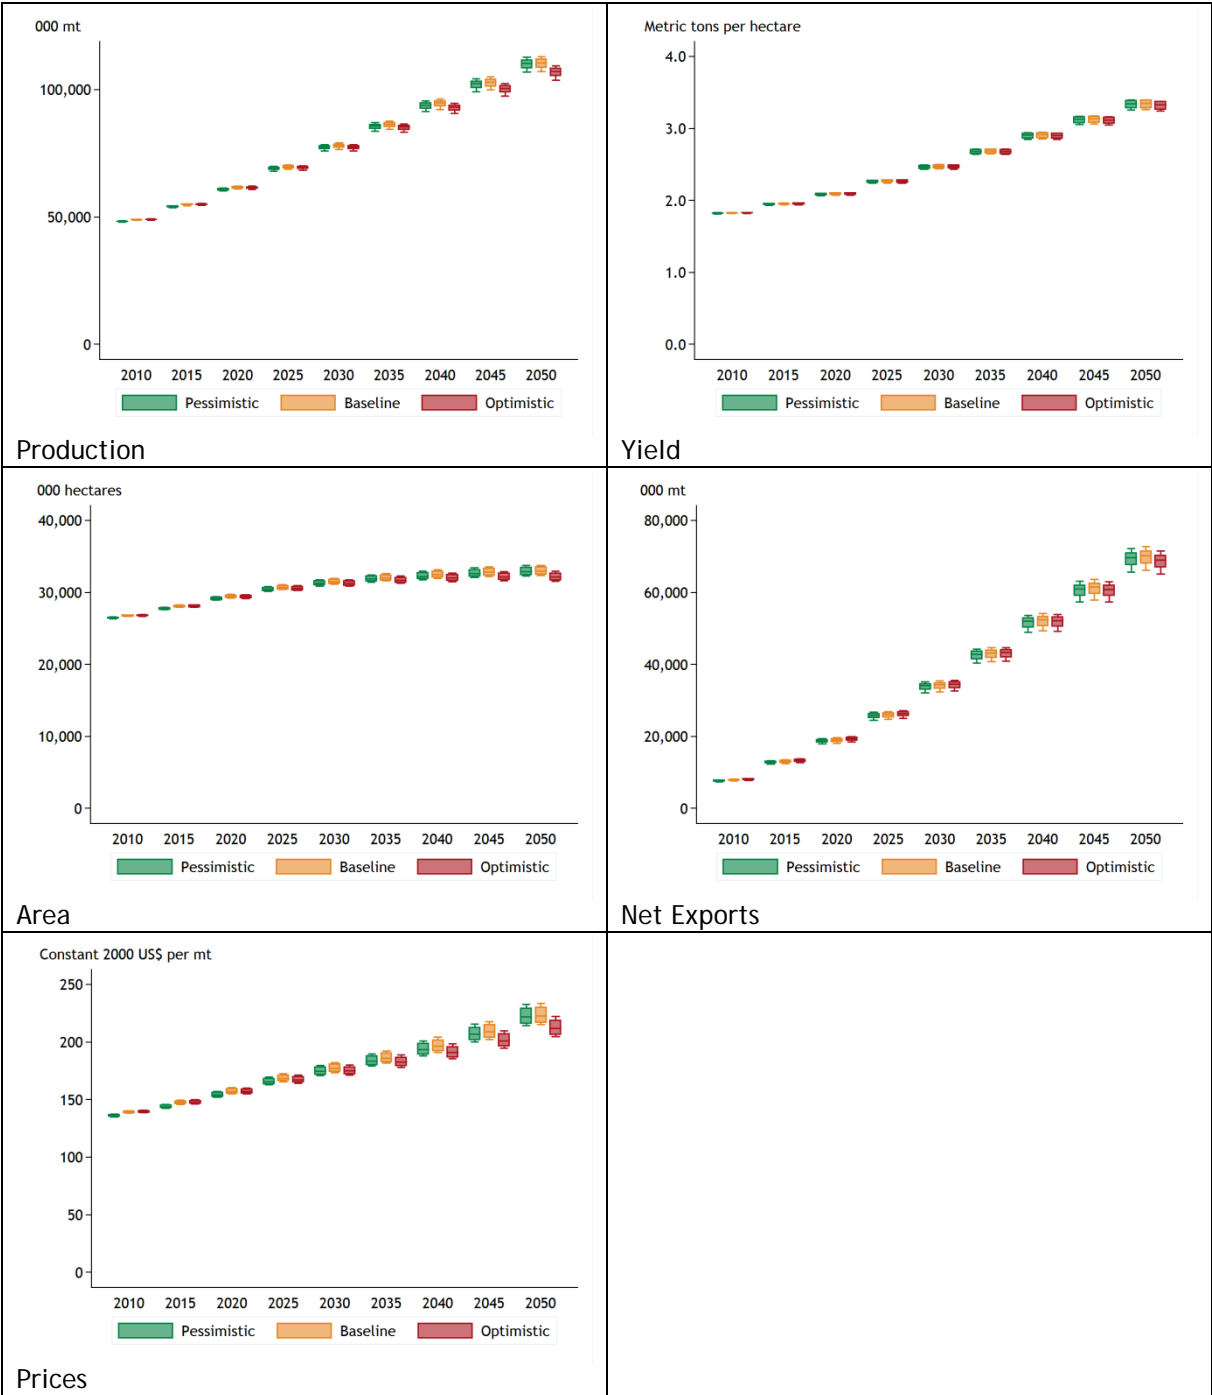 000 mt
100,000
50,000
0
2010 2015 2020 2025 2030 2035 2040 2045 2050
Pessimistic Baseline Optimistic
Production
Metric tons per hectare
4.0
3.0
2.0
1.0
0.0
2010 2015 2020 2025 2030 2035 2040 2045 2050
Pessimistic Baseline Optimistic
Yield
000 hectares
40,000
30,000
20,000
10,000
0
2010 2015 2020 2025 2030 2035 2040 2045 2050
Pessimistic Baseline Optimistic
Area
000 mt
80,000
60,000
40,000
20,000
0
2010 2015 2020 2025 2030 2035 2040 2045 2050
Pessimistic Baseline Optimistic
Net Exports
Constant 2000 US$ per mt
250
200
150
100
50
0
2010 2015 2020 2025 2030 2035 2040 2045 2050
Pessimistic Baseline Optimistic
Prices